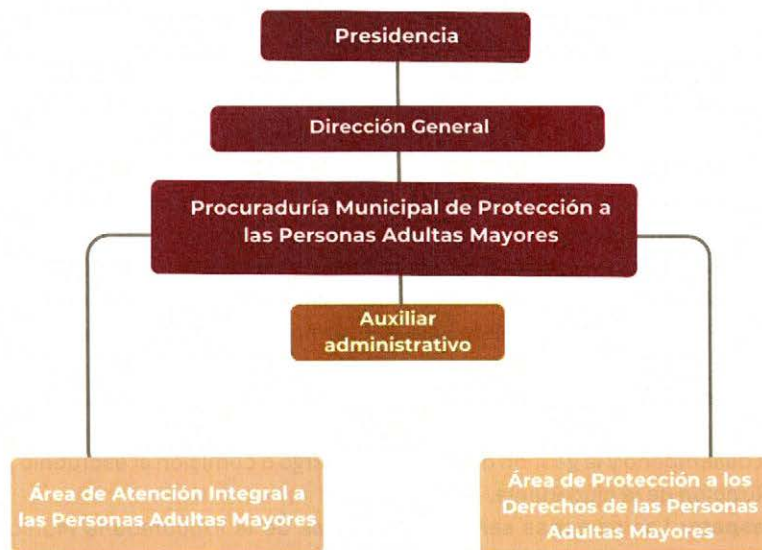 Presidencia
Dirección General
Procuraduría Municipal de Protección a
las Personas Adultas Mayores
Auxiliar
administrativo
Área de Atención Integral a
las Personas Adultas Mayores
Área de Protección a los
Derechos de las Personas
Adultas Mayores